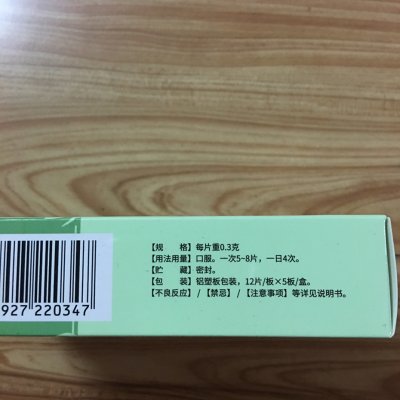 【规　　格】每片重0.3克
【用法用量】口服。一次5~8片，一日4次。
【贮　　藏】密封。
【包　　装】铝塑板包装，12片/板×5板/盒。
【不良反应】/【禁忌】/【注意事项】等详见说明书。
927 220347